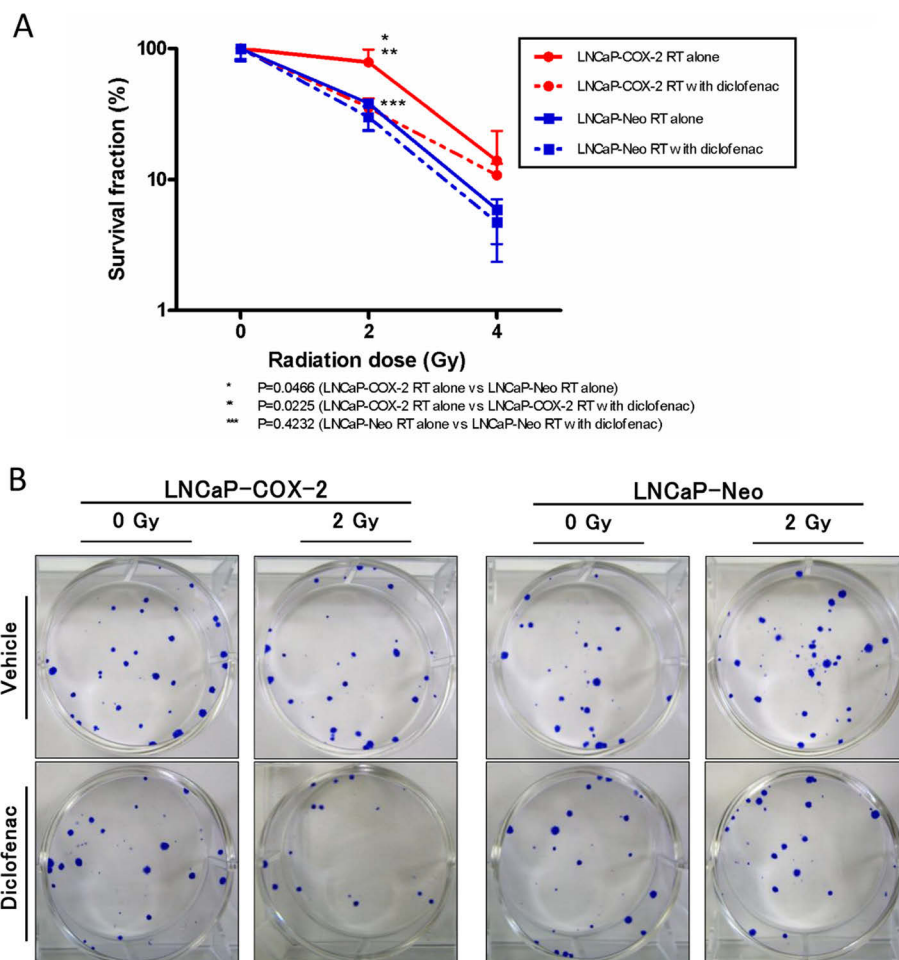 A
Survival fraction (%)
100
10
1
0 2 4
Radiation dose (Gy)
*
**
***
LNCaP-COX-2 RT alone
LNCaP-COX-2 RT with diclofenac
LNCaP-Neo RT alone
LNCaP-Neo RT with diclofenac
* P=0.0466 (LNCaP-COX-2 RT alone vs LNCaP-Neo RT alone)
** P=0.0225 (LNCaP-COX-2 RT alone vs LNCaP-COX-2 RT with diclofenac)
*** P=0.4232 (LNCaP-Neo RT alone vs LNCaP-Neo RT with diclofenac)
B
LNCaP-COX-2 LNCaP-Neo
0 Gy 2 Gy 0 Gy 2 Gy
Vehicle
Diclofenac